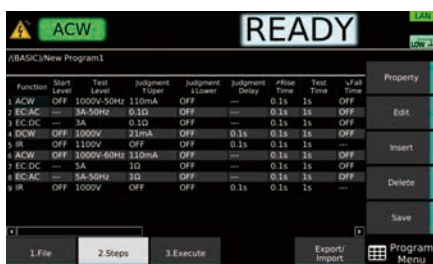 ACW READY LAN
LOW
/(BASIC)/New Program1
Function Start Level Test Level Judgment ↑Uper Judgment ↓Lower Judgment Delay ↗Rise Time Test Time ↘Fall Time
1 ACW OFF 1000V-50Hz 110mA OFF --- 0.1s 1s OFF
2 EC:AC --- 3A-50Hz 0.1Ω OFF --- 0.1s 1s OFF
3 EC:DC --- 3A 0.1Ω OFF --- 0.1s 1s OFF
4 DCW OFF 1000V 21mA OFF 0.1s 0.1s 1s OFF
5 IR OFF 1100V OFF OFF 0.1s 0.1s 1s ---
6 ACW OFF 1000V-60Hz 110mA OFF --- 0.1s 1s OFF
7 EC:DC --- 5A 1Ω OFF --- 0.1s 1s OFF
8 EC:AC --- 5A-50Hz 1Ω OFF --- 0.1s 1s OFF
9 IR OFF 1000V OFF OFF 0.1s 0.1s 1s ---
Property
Edit
Insert
Delete
Save
1.File 2.Steps 3.Execute Export/
Import
Program
Menu